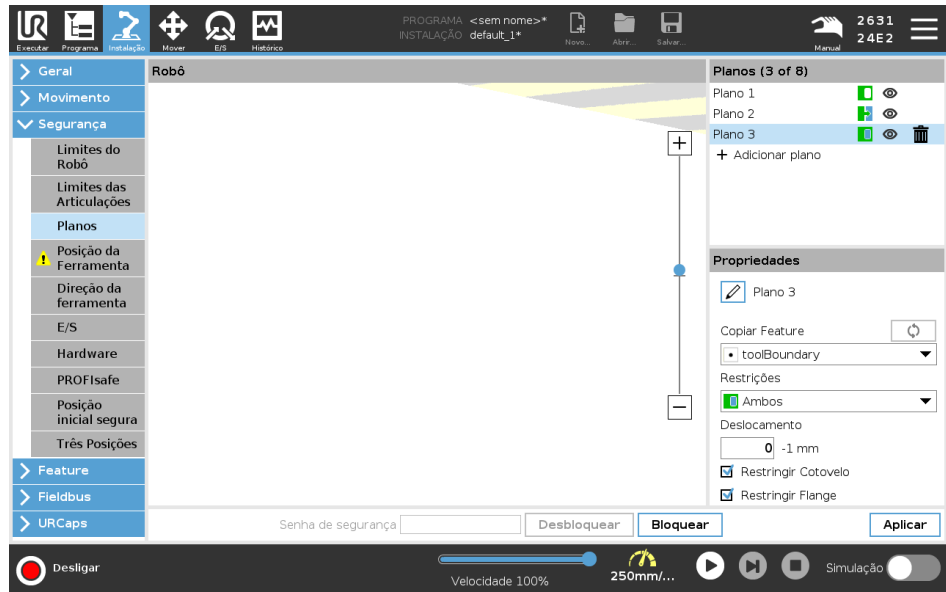 PROGRAMA <sem nome>*
INSTALAÇÃO default_1*
Executar Programa Instalação Mover E/S Histórico
Novo... Abrir... Salvar...
Manual
2631
24E2
Geral
Movimento
Segurança
Limites do
Robô
Limites das
Articulações
Planos
Posição da
Ferramenta
Direção da
ferramenta
E/S
Hardware
PROFIsafe
Posição
inicial segura
Três Posições
Feature
Fieldbus
URCaps
Robô
Planos (3 of 8)
Plano 1
Plano 2
Plano 3
+ Adicionar plano
Propriedades
Plano 3
Copiar Feature
toolBoundary
Restrições
Ambos
Deslocamento
0 -1 mm
Restringir Cotovelo
Restringir Flange
Senha de segurança Desbloquear Bloquear Aplicar
Desligar
Velocidade 100%
250mm/...
Simulação